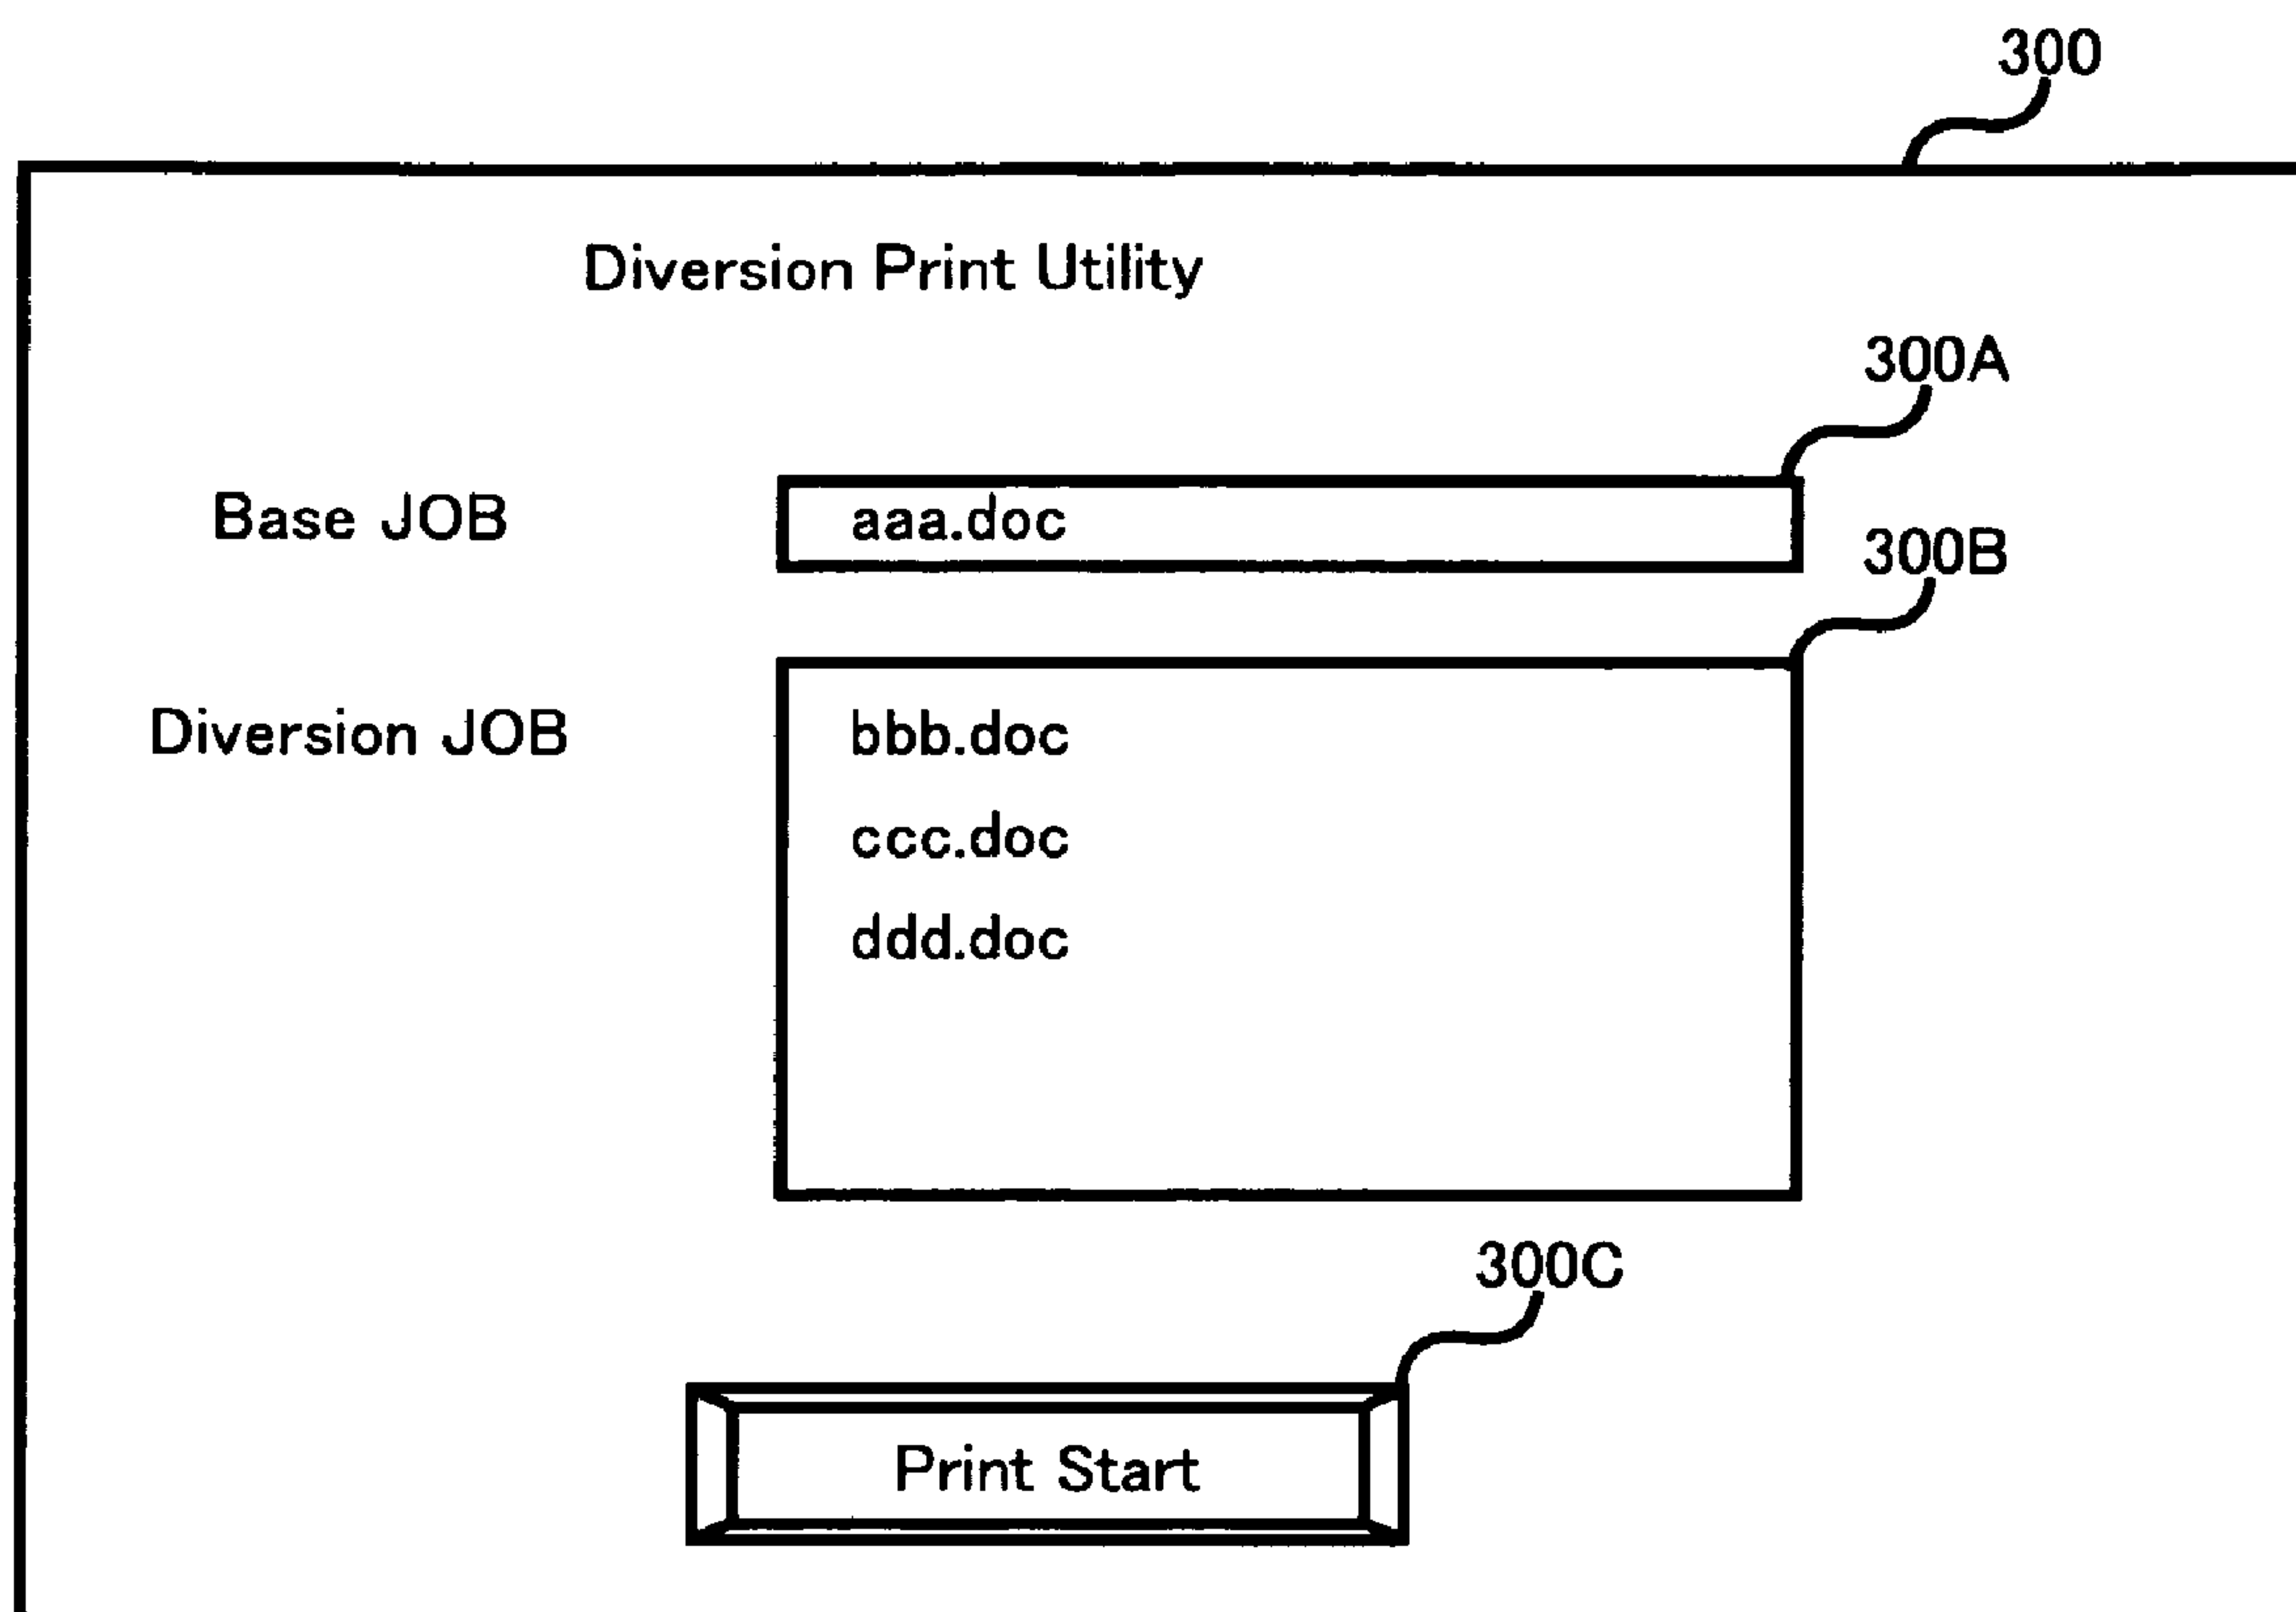 300
Diversion Print Utility
300A
Base JOB aaa.doc
300B
Diversion JOB bbb.doc
ccc.doc
ddd.doc
300C
Print Start